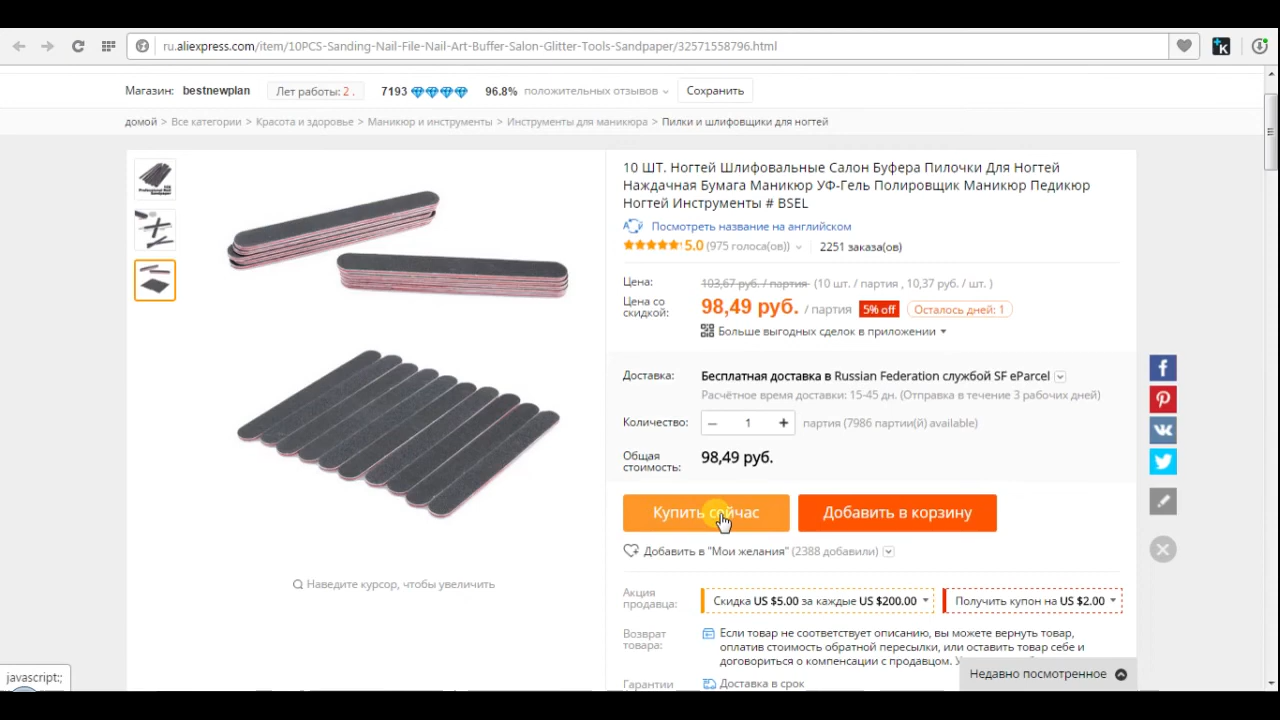 ru.aliexpress.com/item/10PCS-Sanding-Nail-File-Nail-Art-Buffer-Salon-Glitter-Tools-Sandpaper/32571558796.html
Магазин: bestnewplan Лет работы: 2 . 7193 96.8% положительных отзывов Сохранить
домой > Все категории > Красота и здоровье > Маникюр и инструменты > Инструменты для маникюра > Пилки и шлифовщики для ногтей
10 ШТ. Ногтей Шлифовальные Салон Буфера Пилочки Для Ногтей
Наждачная Бумага Маникюр УФ-Гель Полировщик Маникюр Педикюр
Ногтей Инструменты # BSEL
Посмотреть название на английском
5.0 (975 голоса(ов)) 2251 заказа(ов)
Цена: 103,67 руб. / партия (10 шт. / партия , 10,37 руб. / шт. )
Цена со
скидкой: 98,49 руб. / партия 5% off Осталось дней: 1
Больше выгодных сделок в приложении
Доставка: Бесплатная доставка в Russian Federation службой SF eParcel
Расчётное время доставки: 15-45 дн. (Отправка в течение 3 рабочих дней)
Количество: – 1 + партия (7986 партии(й) available)
Общая
стоимость: 98,49 руб.
Купить сейчас Добавить в корзину
Добавить в "Мои желания" (2388 добавили)
Наведите курсор, чтобы увеличить
Акция
продавца: Скидка US $5.00 за каждые US $200.00 Получить купон на US $2.00
Возврат
товара: Если товар не соответствует описанию, вы можете вернуть товар,
оплатив стоимость обратной пересылки, или оставить товар себе и
договориться о компенсации с продавцом.
Недавно посмотренное
Гарантии Доставка в срок
javascript:;